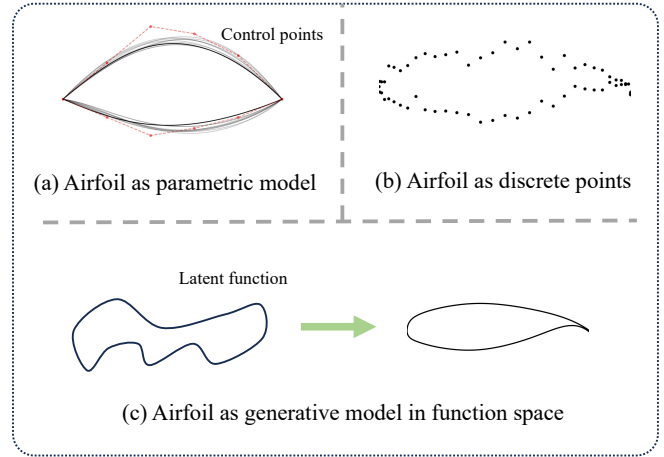 Control points
(a) Airfoil as parametric model
(b) Airfoil as discrete points
Latent function
(c) Airfoil as generative model in function space